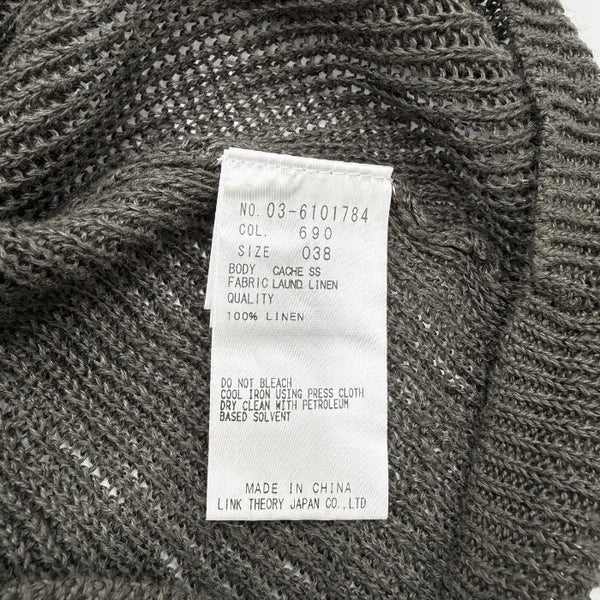 NO. 03-6101784
COL. 690
SIZE 038
BODY CACHE SS
FABRIC LAUND. LINEN
QUALITY
100% LINEN
DO NOT BLEACH
COOL IRON USING PRESS CLOTH
DRY CLEAN WITH PETROLEUM
BASED SOLVENT
MADE IN CHINA
LINK THEORY JAPAN CO.,LTD